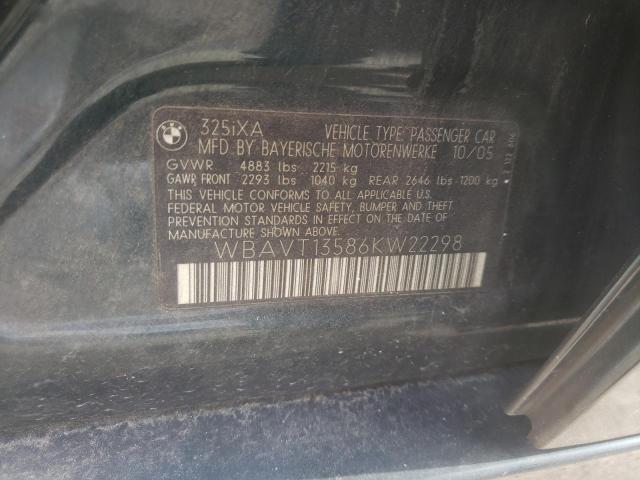 BMW
325iXA VEHICLE TYPE: PASSENGER CAR
MFD BY BAYERISCHE MOTORENWERKE 10/05
GVWR 4883 lbs 2215 kg
GAWR FRONT 2293 lbs 1040 kg REAR 2646 lbs 1200 kg
THIS VEHICLE CONFORMS TO ALL APPLICABLE U.S.
FEDERAL MOTOR VEHICLE SAFETY, BUMPER, AND THEFT
PREVENTION STANDARDS IN EFFECT ON THE DATE OF
MANUFACTURE SHOWN ABOVE.
WBAVT13586KW22298